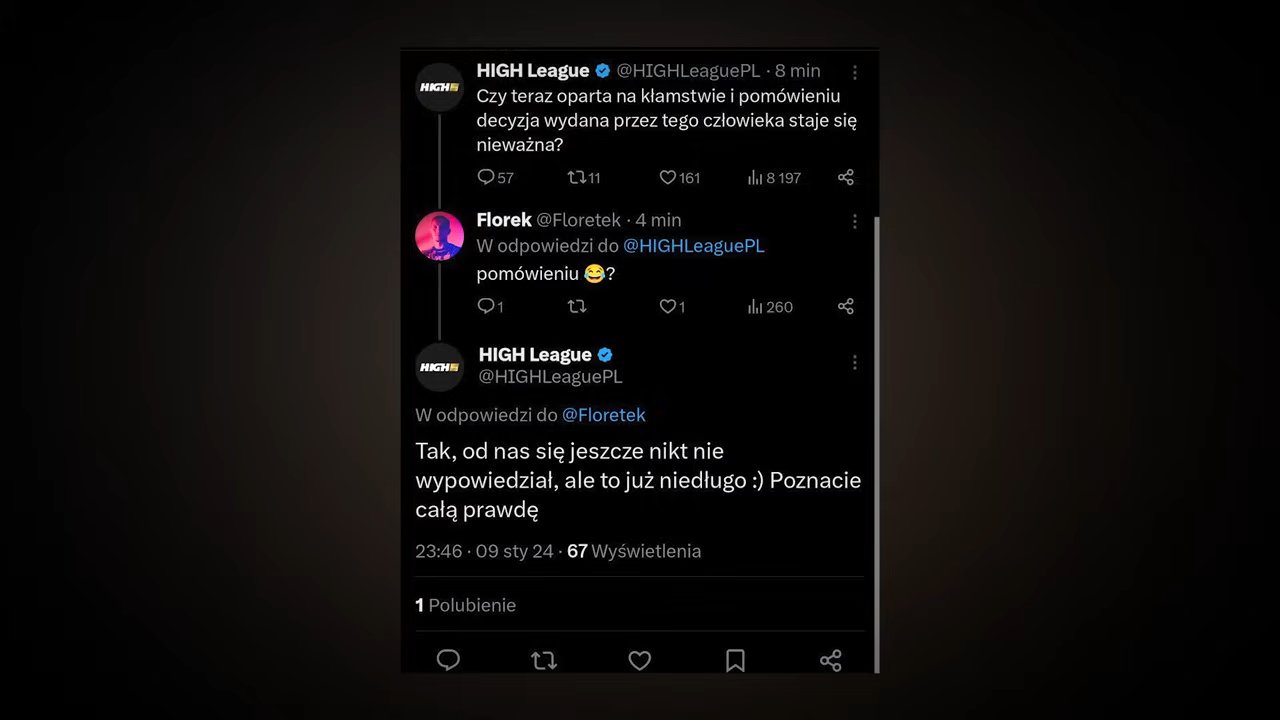 HIGH League @HIGHLeaguePL · 8 min
HIGH
Czy teraz oparta na kłamstwie i pomówieniu
decyzja wydana przez tego człowieka staje się
nieważna?
57 11 161 8 197
Florek @Floretek · 4 min
W odpowiedzi do @HIGHLeaguePL
pomówieniu 😂?
1 1 260
HIGH League
HIGH
@HIGHLeaguePL
W odpowiedzi do @Floretek
Tak, od nas się jeszcze nikt nie
wypowiedział, ale to już niedługo :) Poznacie
całą prawdę
23:46 · 09 sty 24 · 67 Wyświetlenia
1 Polubienie